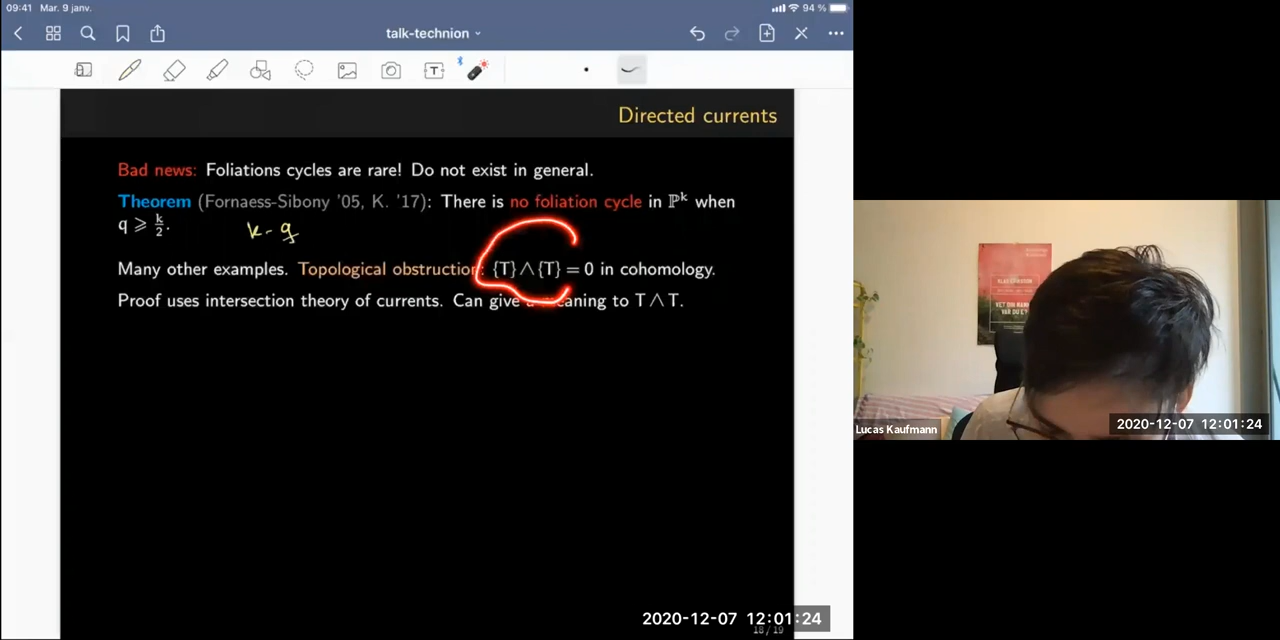 09:41 Mar. 9 janv.
94 %
talk-technion
Directed currents
Bad news: Foliations cycles are rare! Do not exist in general.
Theorem (Fornaess-Sibony '05, K. '17): There is no foliation cycle in ℙᵏ when
q ⩾ k/2.
k - q
Many other examples. Topological obstruction: {T} ∧ {T} = 0 in cohomology.
Proof uses intersection theory of currents. Can give a meaning to T ∧ T.
Lucas Kaufmann
2020-12-07 12:01:24
2020-12-07 12:01:24
18 / 19